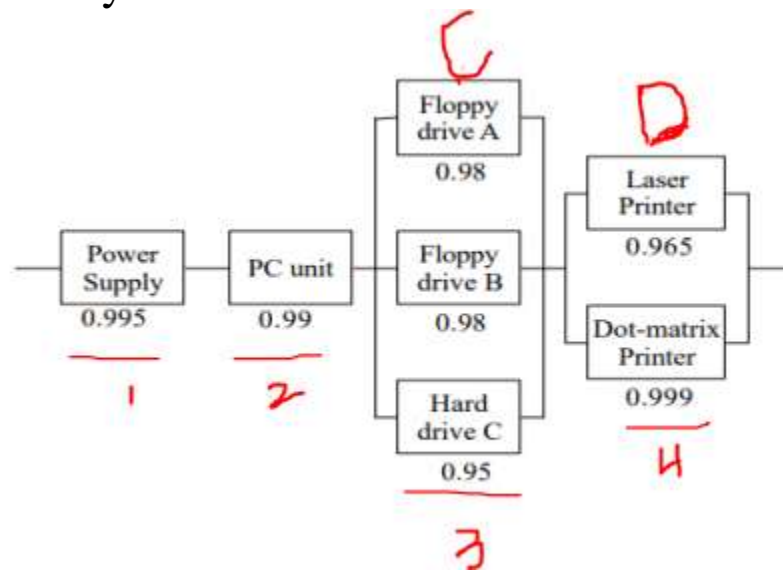 C
Floppy
drive A
0.98
D
Laser
Printer
0.965
Power
Supply
0.995
1
PC unit
0.99
2
Floppy
drive B
0.98
Dot-matrix
Printer
0.999
4
Hard
drive C
0.95
3